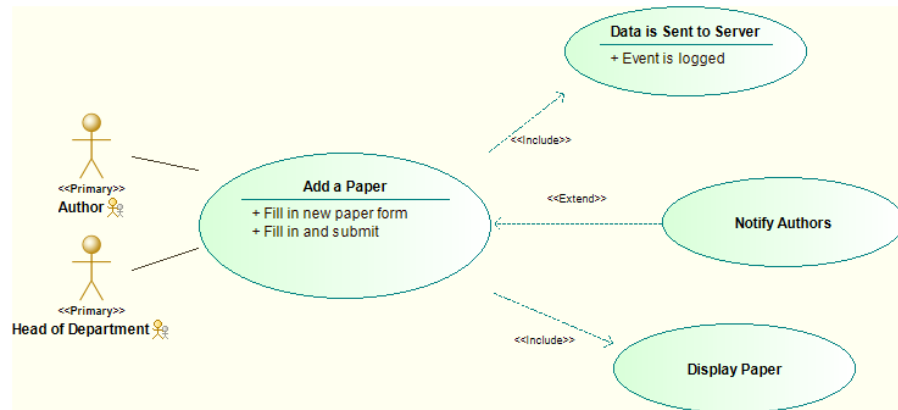 Data is Sent to Server
+ Event is logged
<<Include>>
<<Primary>>
Author
Add a Paper
+ Fill in new paper form
+ Fill in and submit
<<Extend>>
Notify Authors
<<Primary>>
Head of Department
<<Include>>
Display Paper